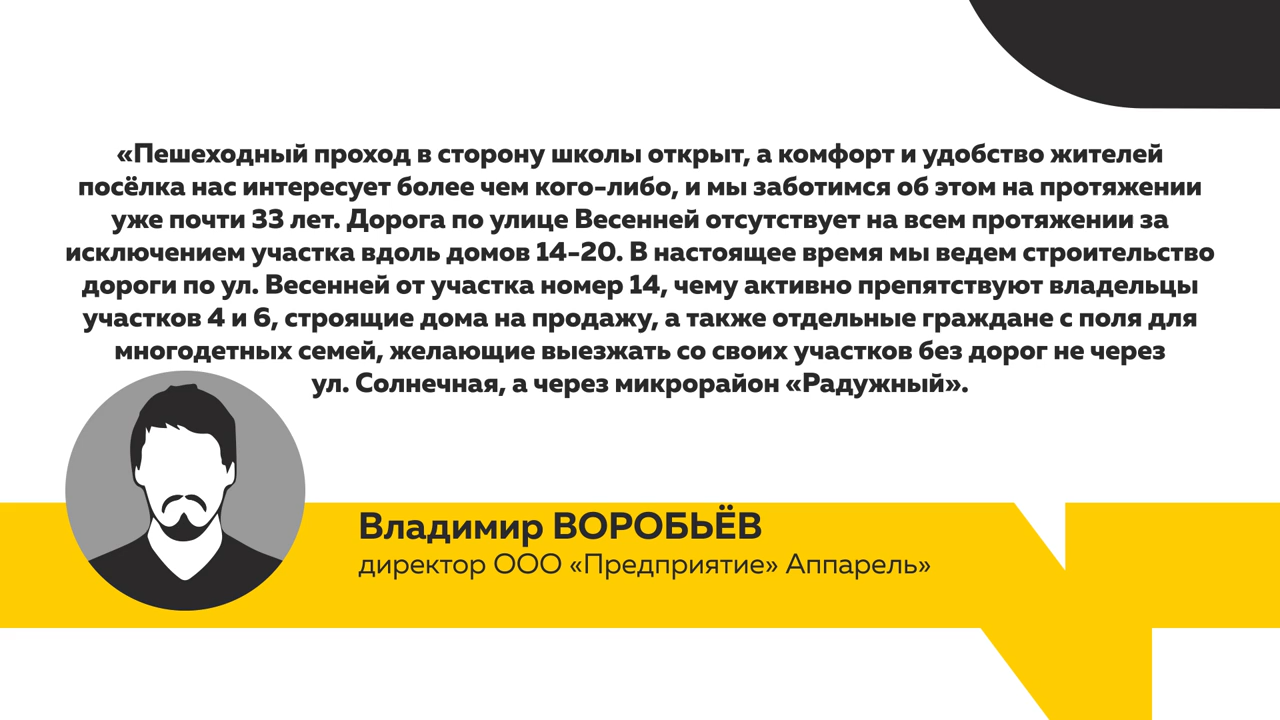 «Пешеходный проход в сторону школы открыт, а комфорт и удобство жителей
посёлка нас интересует более чем кого-либо, и мы заботимся об этом на протяжении
уже почти 33 лет. Дорога по улице Весенней отсутствует на всем протяжении за
исключением участка вдоль домов 14-20. В настоящее время мы ведем строительство
дороги по ул. Весенней от участка номер 14, чему активно препятствуют владельцы
участков 4 и 6, строящие дома на продажу, а также отдельные граждане с поля для
многодетных семей, желающие выезжать со своих участков без дорог не через
ул. Солнечная, а через микрорайон «Радужный».
Владимир ВОРОБЬЁВ
директор ООО «Предприятие» Аппарель»